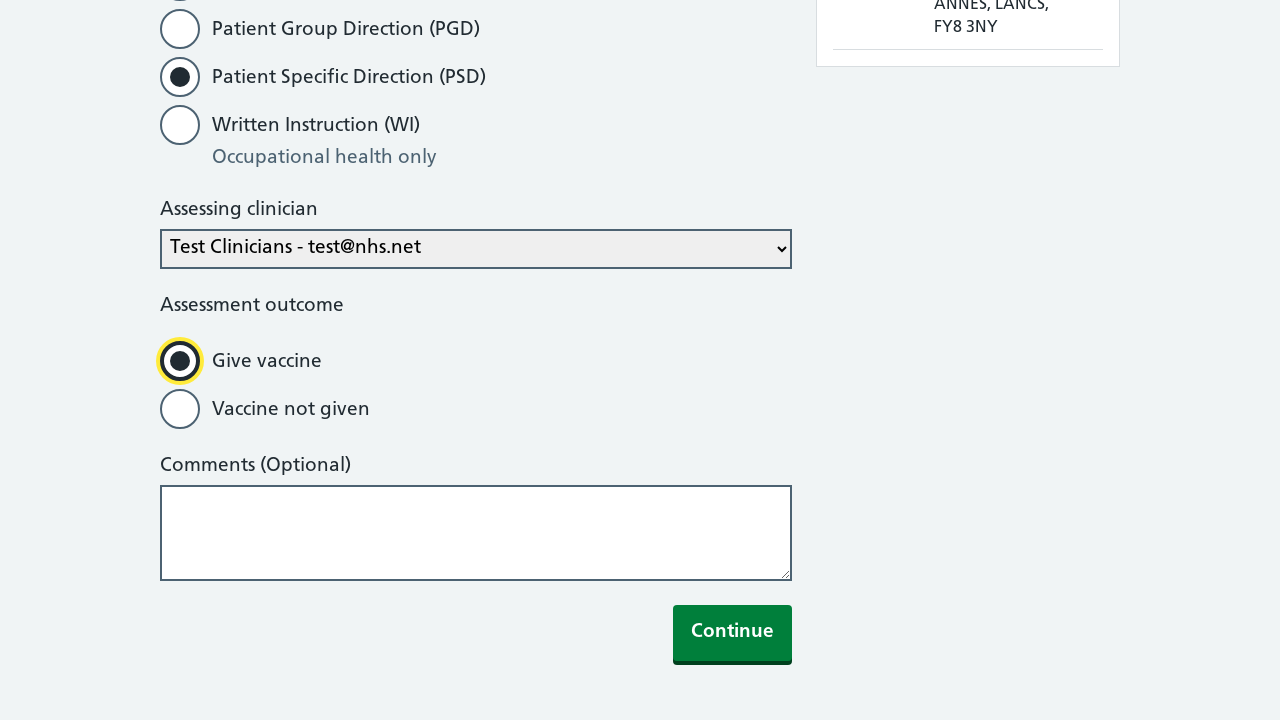 Patient Group Direction (PGD)
Patient Specific Direction (PSD)
Written Instruction (WI)
Occupational health only
Assessing clinician
Test Clinicians - test@nhs.net
Assessment outcome
Give vaccine
Vaccine not given
Comments (Optional)
Continue
ANNES, LANCS,
FY8 3NY